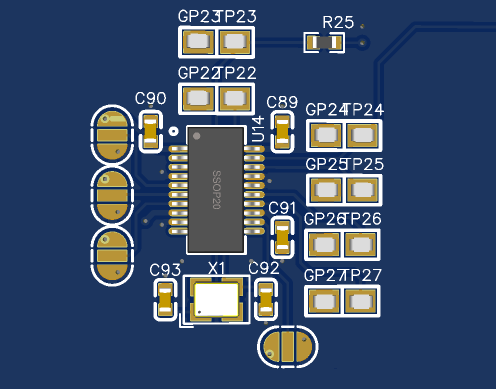 GP23 TP23
R25
GP22 TP22
C90
C89
U14
GP24 TP24
SSOP20
GP25 TP25
C91
GP26 TP26
C93
X1
C92
GP27 TP27